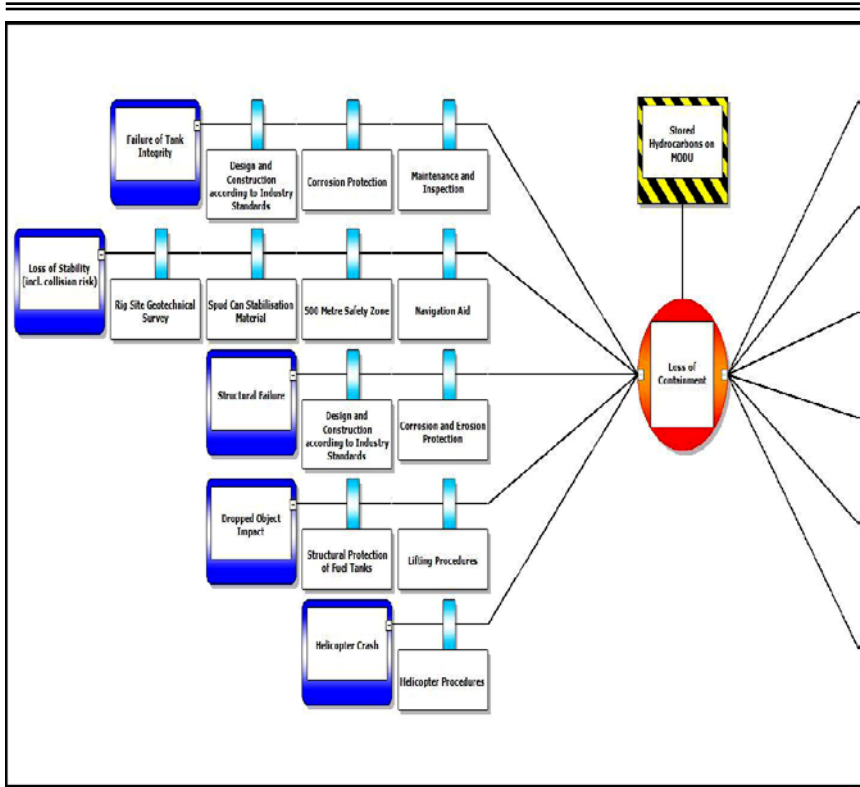 Failure of Tank
Integrity
Design and
Construction
according to Industry
Standards
Corrosion Protection
Maintenance and
Inspection
Stored
Hydrocarbons on
MODU
Loss of Stability
(incl. collision risk)
Rig Site Geotechnical
Survey
Spud Can Stabilisation
Material
500 Metre Safety Zone
Navigation Aid
Loss of
Containment
Structural Failure
Design and
Construction
according to Industry
Standards
Corrosion and Erosion
Protection
Dropped Object
Impact
Structural Protection
of Fuel Tanks
Lifting Procedures
Helicopter Crash
Helicopter Procedures